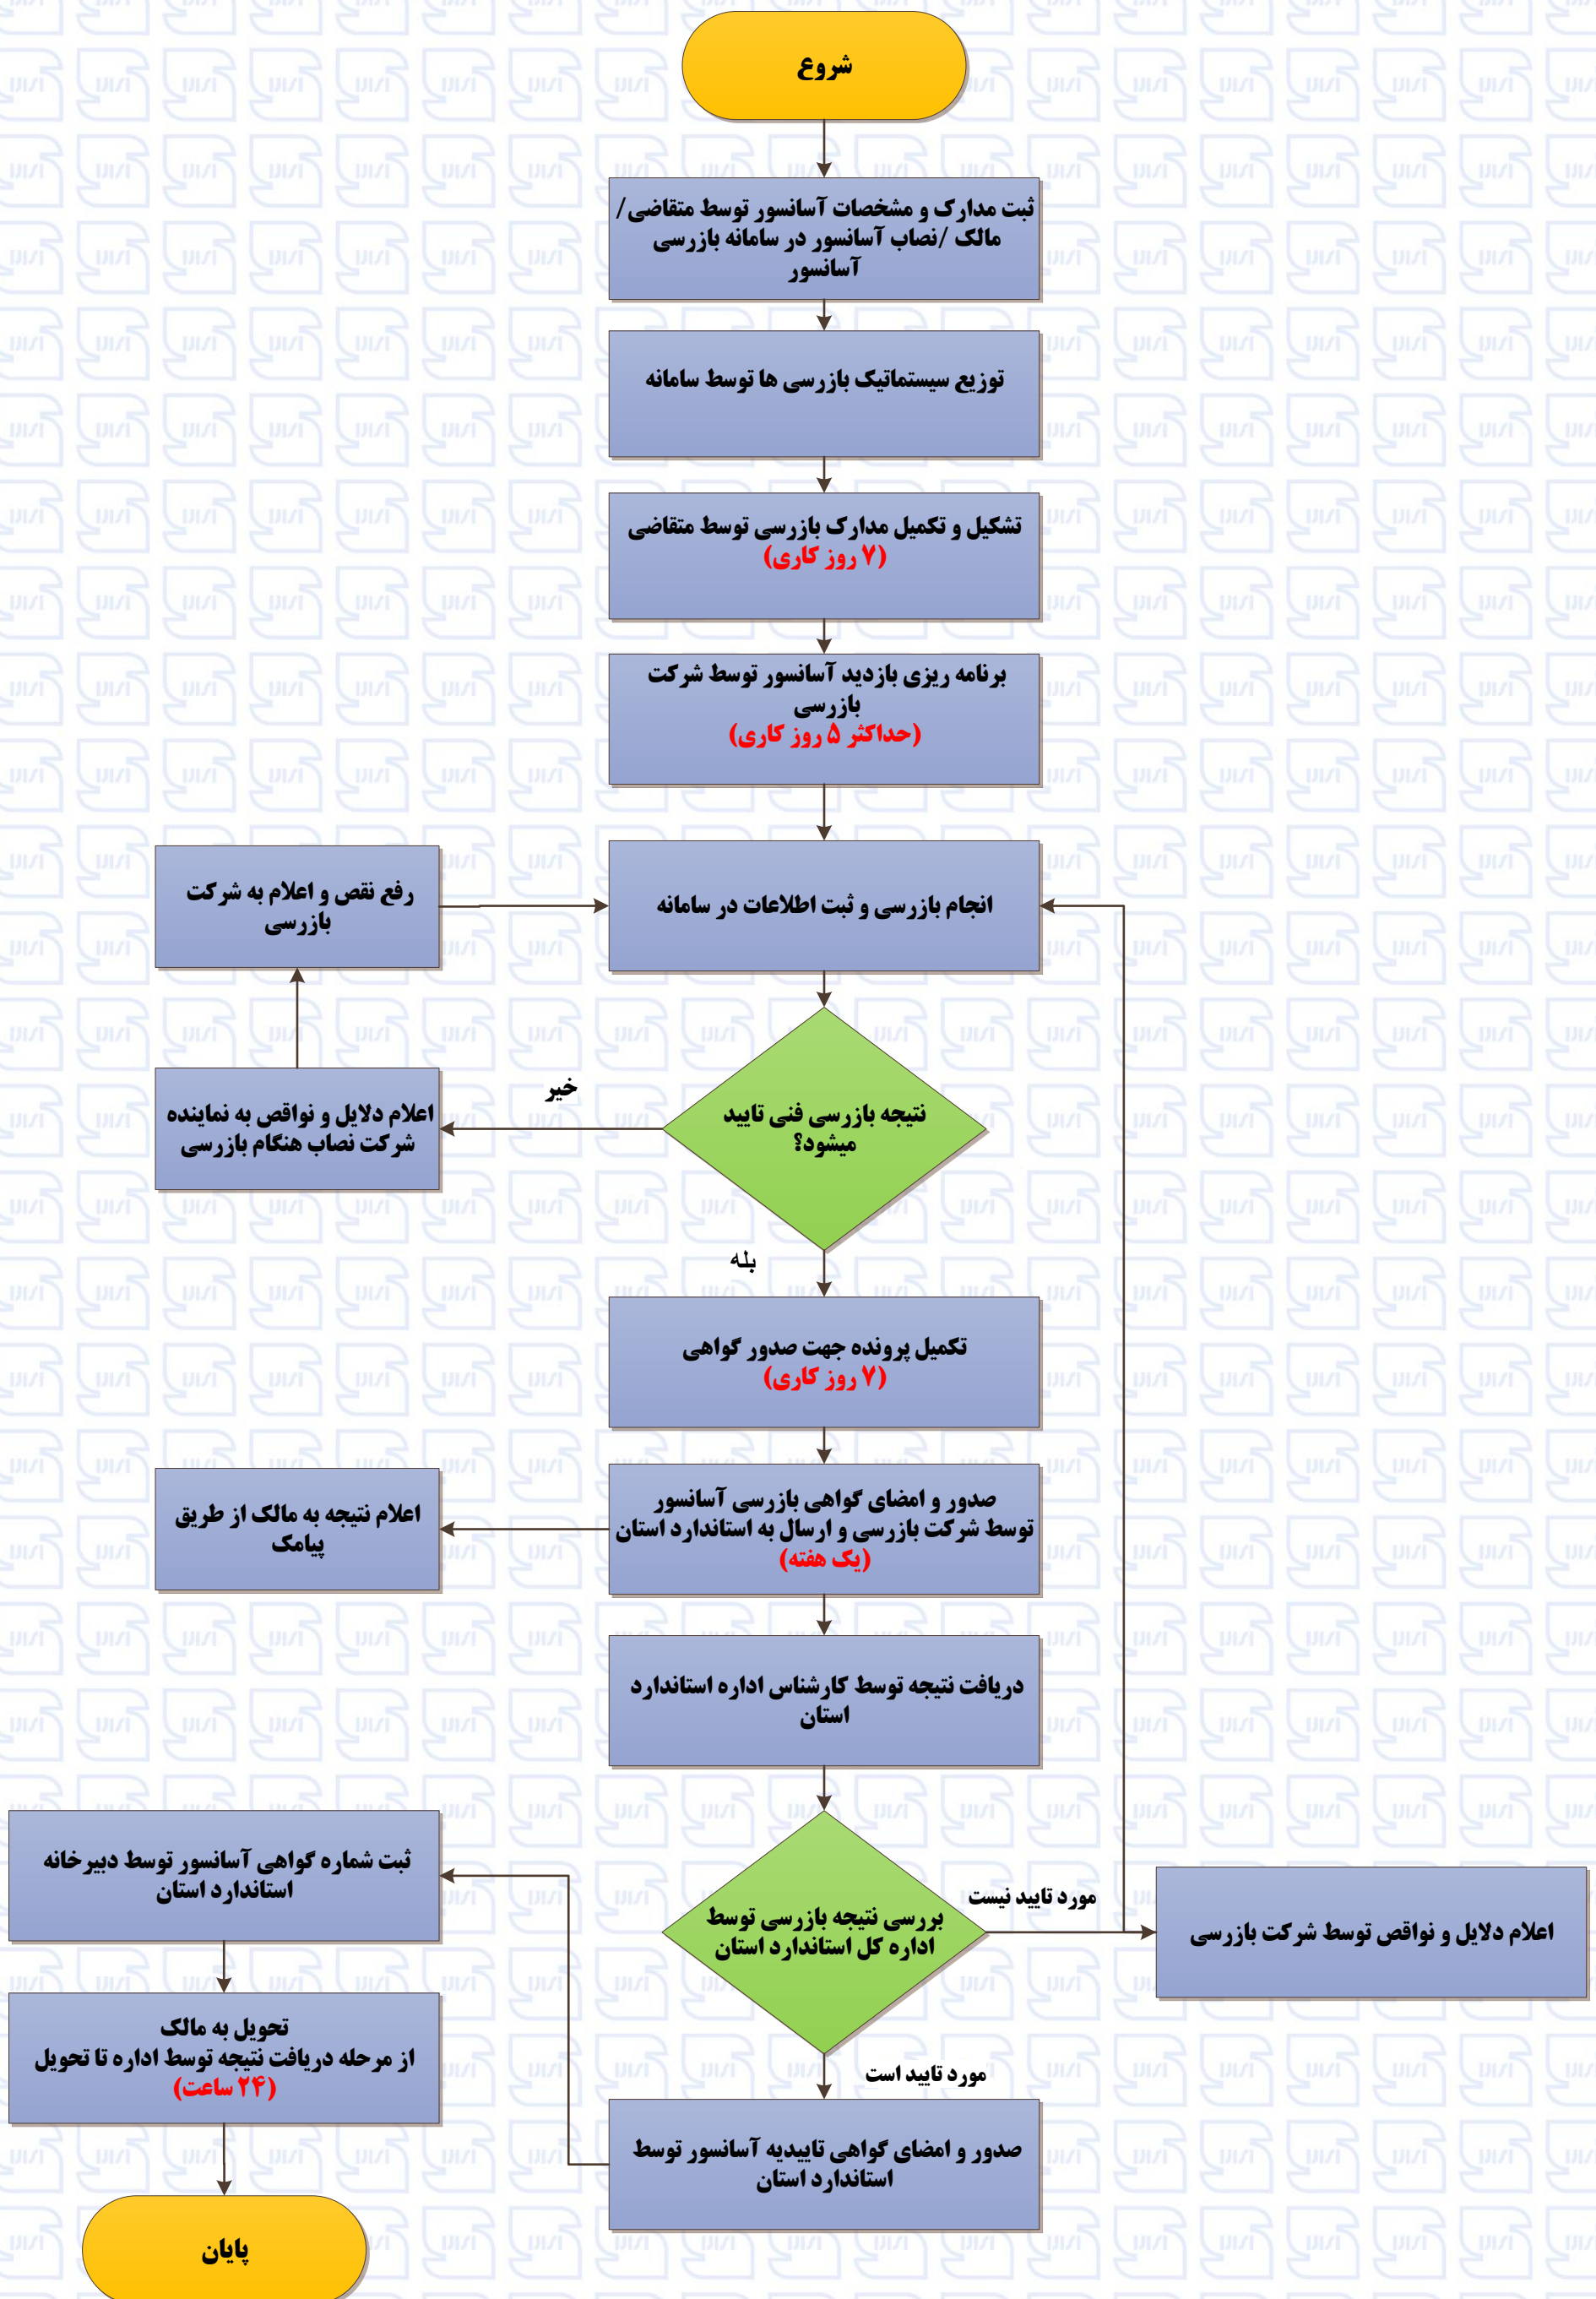 شروع
ثبت مدارک و مشخصات آسانسور توسط متقاضی/
مالک /نصاب آسانسور در سامانه بازرسی
آسانسور
توزیع سیستماتیک بازرسی ها توسط سامانه
تشکیل و تکمیل مدارک بازرسی توسط متقاضی
(۷ روز کاری)
برنامه ریزی بازدید آسانسور توسط شرکت
بازرسی
(حداکثر ۵ روز کاری)
انجام بازرسی و ثبت اطلاعات در سامانه
رفع نقص و اعلام به شرکت
بازرسی
نتیجه بازرسی فنی تایید
میشود؟
خیر
اعلام دلایل و نواقص به نماینده
شرکت نصاب هنگام بازرسی
بله
تکمیل پرونده جهت صدور گواهی
(۷ روز کاری)
صدور و امضای گواهی بازرسی آسانسور
توسط شرکت بازرسی و ارسال به استاندارد استان
(یک هفته)
اعلام نتیجه به مالک از طریق
پیامک
دریافت نتیجه توسط کارشناس اداره استاندارد
استان
بررسی نتیجه بازرسی توسط
اداره کل استاندارد استان
مورد تایید نیست
اعلام دلایل و نواقص توسط شرکت بازرسی
مورد تایید است
صدور و امضای گواهی تاییدیه آسانسور توسط
استاندارد استان
ثبت شماره گواهی آسانسور توسط دبیرخانه
استاندارد استان
تحویل به مالک
از مرحله دریافت نتیجه توسط اداره تا تحویل
(۲۴ ساعت)
پایان